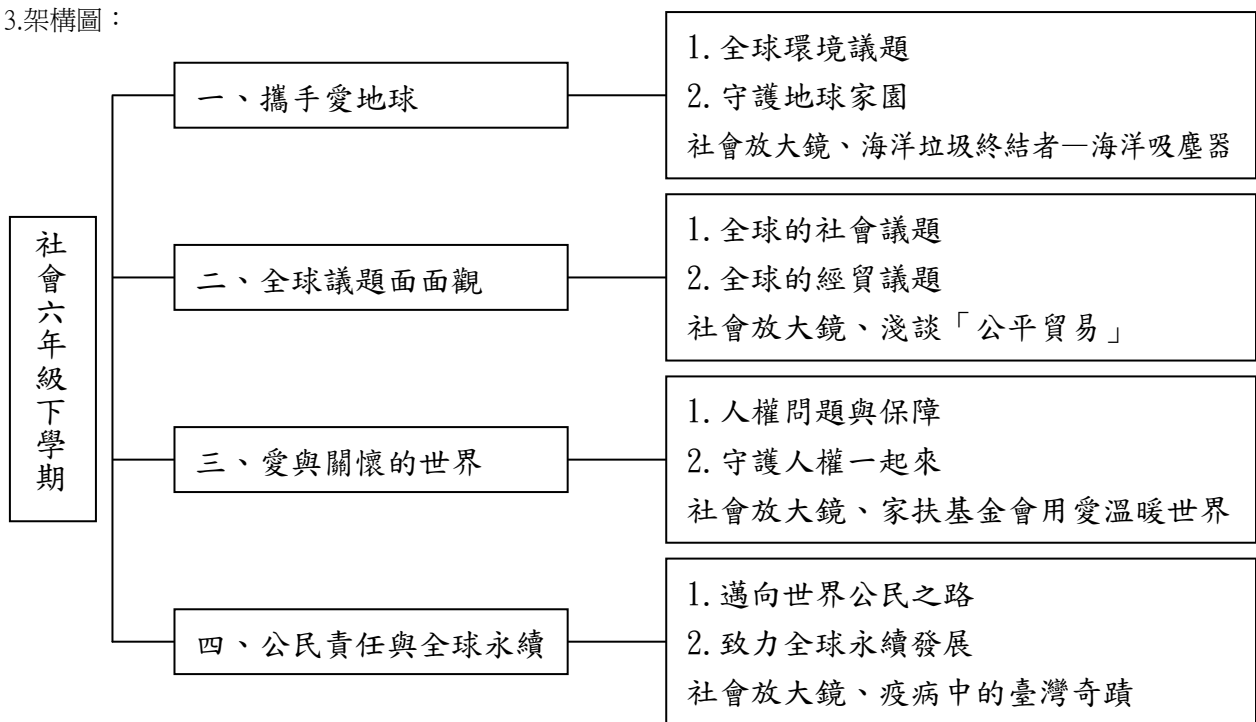 3.架構圖：
社會六年級下學期
一、攜手愛地球
1.全球環境議題
2.守護地球家園
社會放大鏡、海洋垃圾終結者—海洋吸塵器
二、全球議題面面觀
1.全球的社會議題
2.全球的經貿議題
社會放大鏡、淺談「公平貿易」
三、愛與關懷的世界
1.人權問題與保障
2.守護人權一起來
社會放大鏡、家扶基金會用愛溫暖世界
四、公民責任與全球永續
1.邁向世界公民之路
2.致力全球永續發展
社會放大鏡、疫病中的臺灣奇蹟